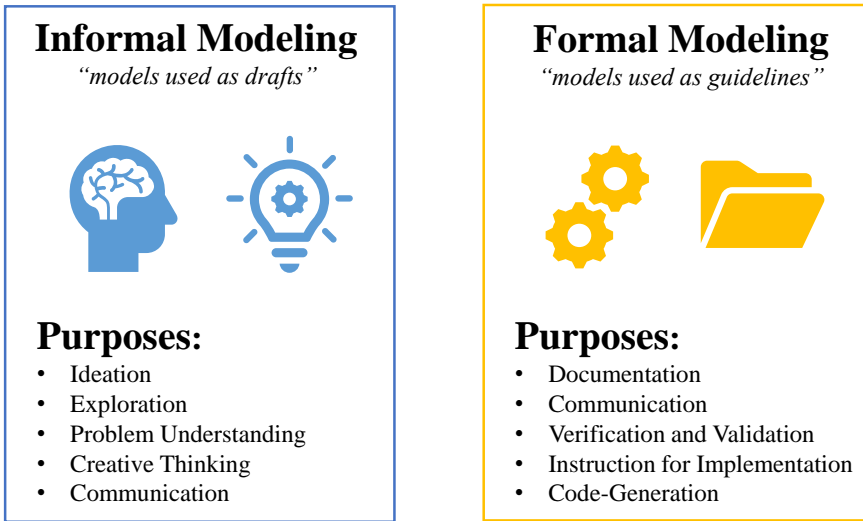 Informal Modeling
“models used as drafts”
Purposes:
• Ideation
• Exploration
• Problem Understanding
• Creative Thinking
• Communication
Formal Modeling
“models used as guidelines”
Purposes:
• Documentation
• Communication
• Verification and Validation
• Instruction for Implementation
• Code-Generation